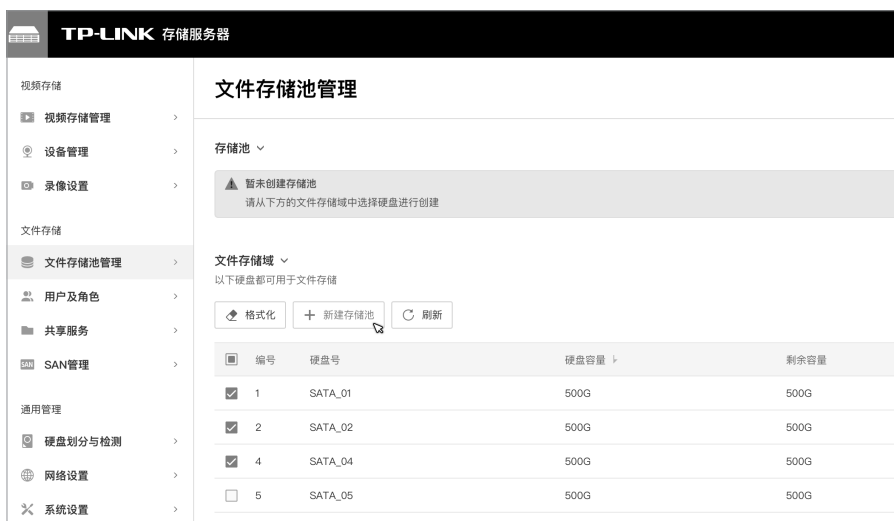 TP-LINK 存储服务器
视频存储
视频存储管理
设备管理
录像设置
文件存储
文件存储池管理
用户及角色
共享服务
SAN SAN管理
通用管理
硬盘划分与检测
网络设置
系统设置
文件存储池管理
存储池
暂未创建存储池
请从下方的文件存储域中选择硬盘进行创建
文件存储域
以下硬盘都可用于文件存储
格式化 新建存储池 刷新
编号 硬盘号 硬盘容量 剩余容量
1 SATA_01 500G 500G
2 SATA_02 500G 500G
4 SATA_04 500G 500G
5 SATA_05 500G 500G